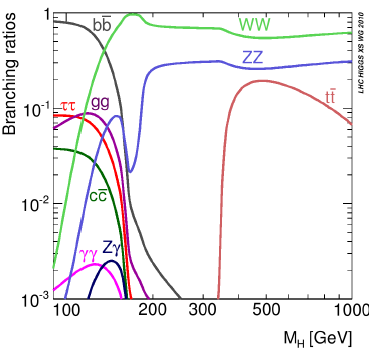 Branching ratios
1
10⁻¹
10⁻²
10⁻³
bb̄
WW
ZZ
ττ
gg
tt̄
cc̄
γγ
Zγ
100
200
300
500
1000
M_H [GeV]
LHC HIGGS XS WG 2010